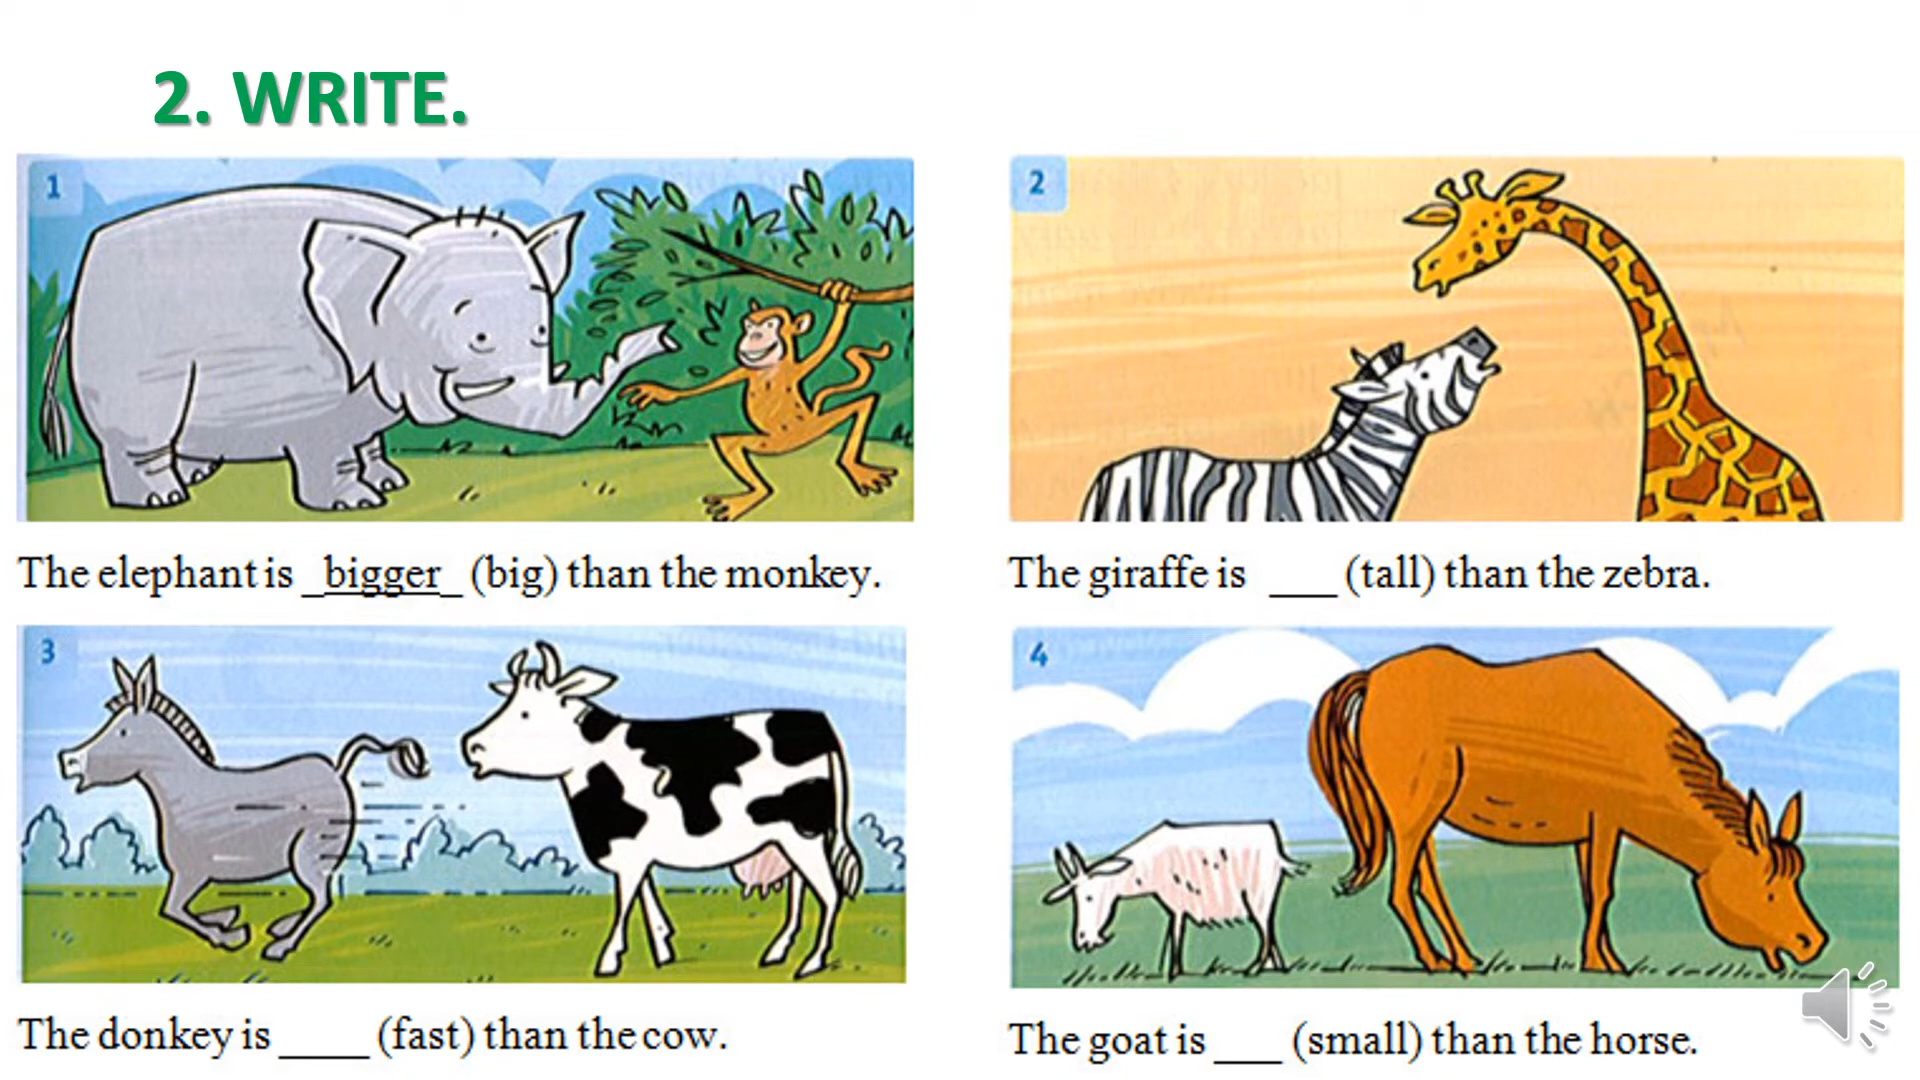 2. WRITE.
1
2
The elephant is _bigger_ (big) than the monkey.
The giraffe is ___ (tall) than the zebra.
3
4
The donkey is ____ (fast) than the cow.
The goat is ___ (small) than the horse.